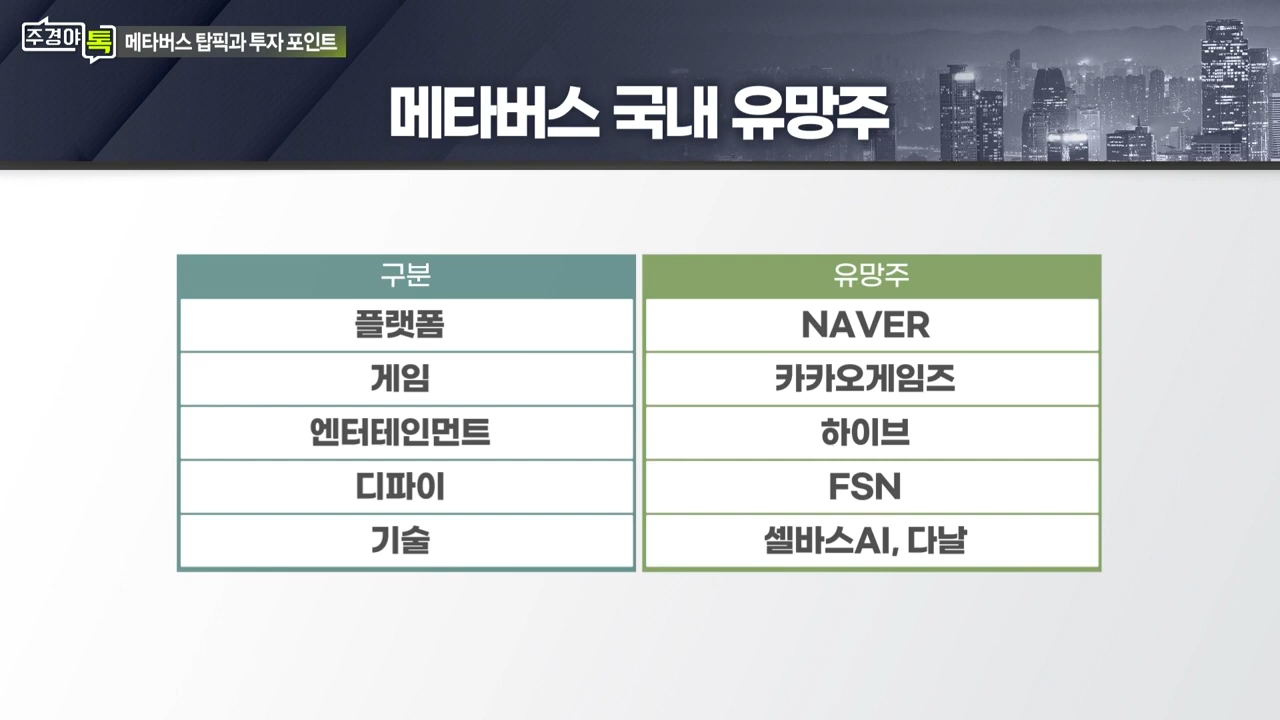 주경야톡 메타버스 탑픽과 투자 포인트
메타버스 국내 유망주
구분 유망주
플랫폼 NAVER
게임 카카오게임즈
엔터테인먼트 하이브
디파이 FSN
기술 셀바스AI, 다날